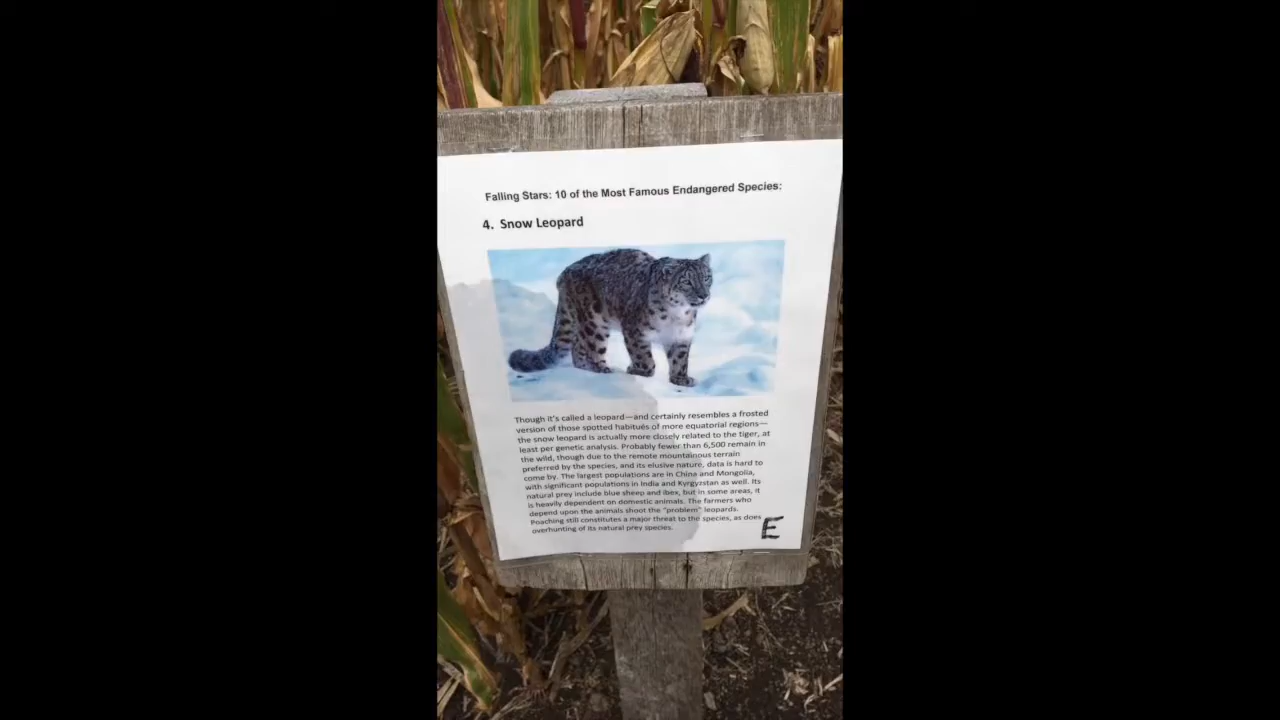 Falling Stars: 10 of the Most Famous Endangered Species:
4. Snow Leopard
Though it's called a leopard—and certainly resembles a frosted
version of those spotted habitués of more equatorial regions—
the snow leopard is actually more closely related to the tiger, at
least per genetic analysis. Probably fewer than 6,500 remain in
the wild, though due to the remote mountainous terrain
preferred by the species, and its elusive nature, data is hard to
come by. The largest populations are in China and Mongolia,
with significant populations in India and Kyrgyzstan as well. Its
natural prey include blue sheep and ibex, but in some areas, it
is heavily dependent on domestic animals. The farmers who
depend upon the animals shoot the "problem" leopards.
Poaching still constitutes a major threat to the species, as does
overhunting of its natural prey species.
E